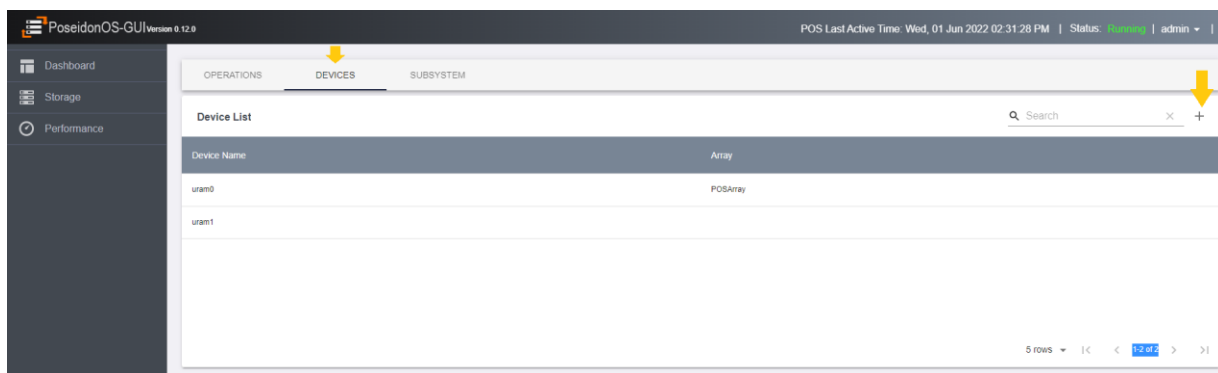 PoseidonOS-GUI Version 0.12.0
POS Last Active Time: Wed, 01 Jun 2022 02:31:28 PM | Status: Running | admin |
Dashboard
Storage
Performance
OPERATIONS DEVICES SUBSYSTEM
Device List
Search
Device Name Array
uram0 POSArray
uram1
5 rows 1-2 of 2